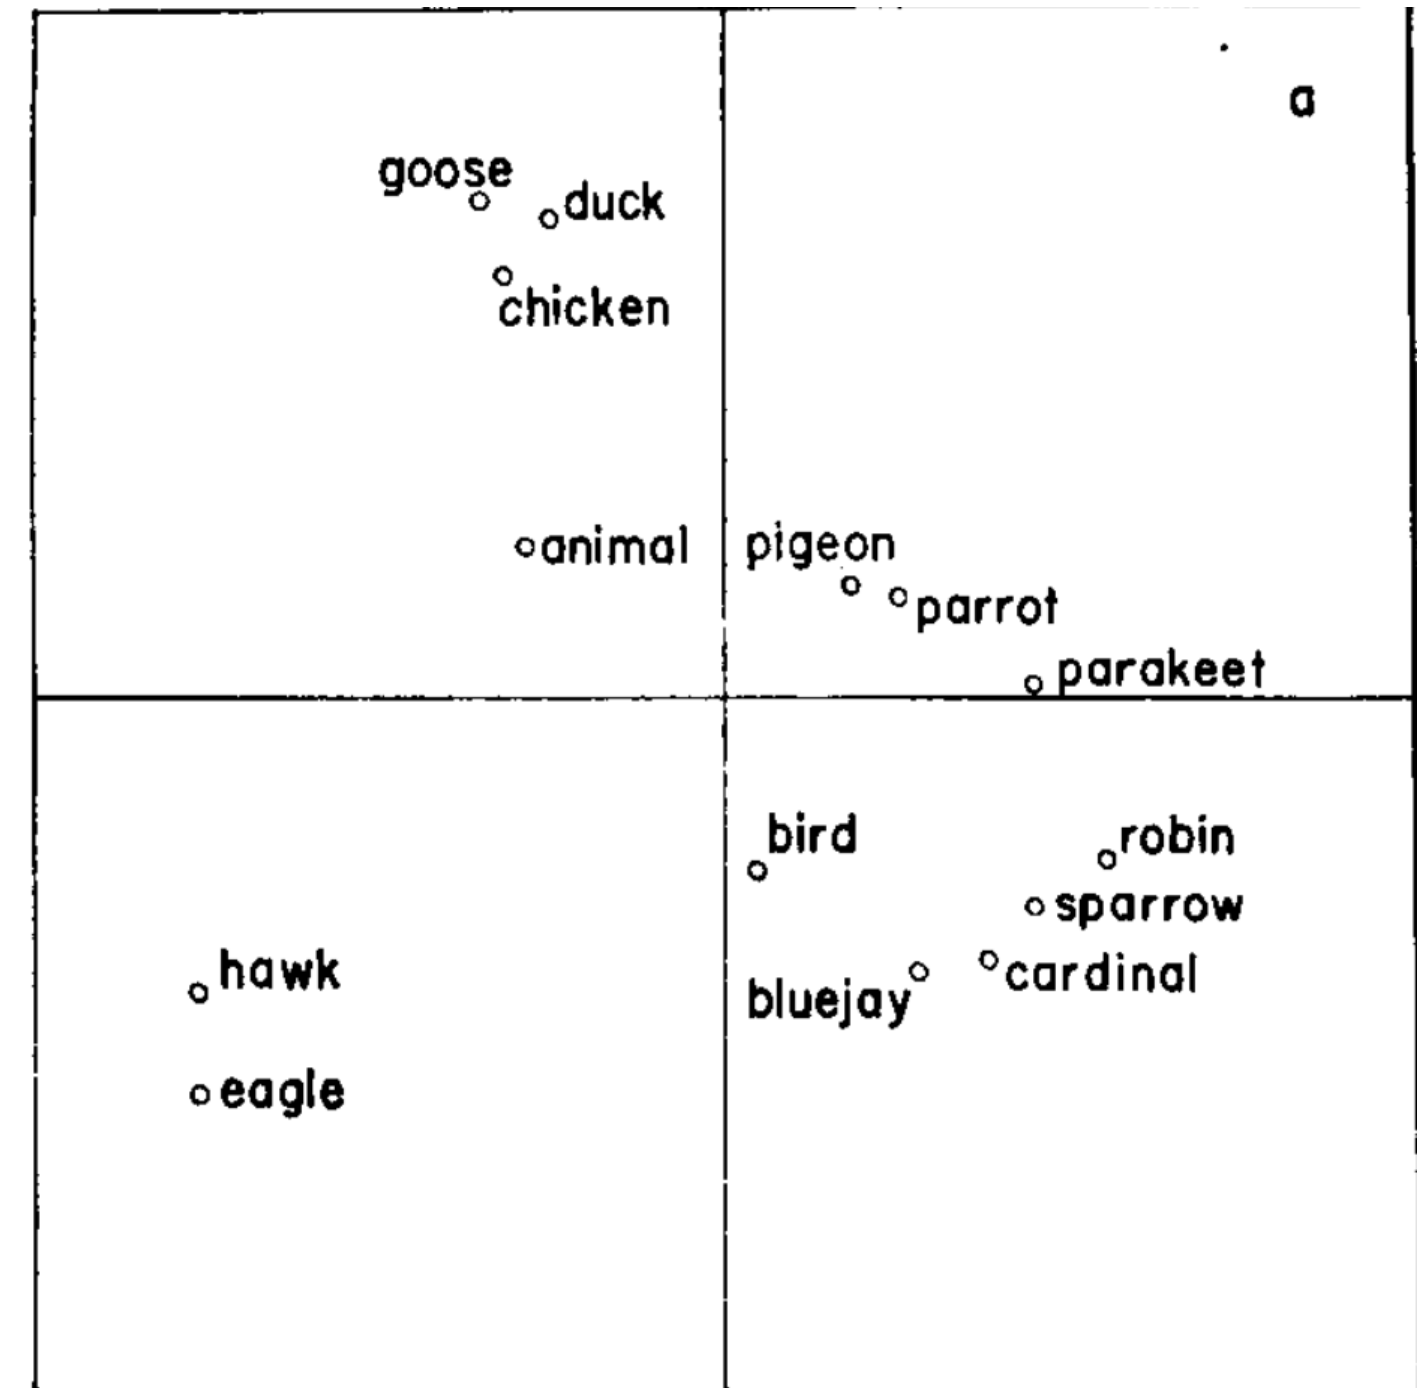 a
goose
duck
chicken
animal
pigeon
parrot
parakeet
bird
robin
sparrow
hawk
bluejay
cardinal
eagle